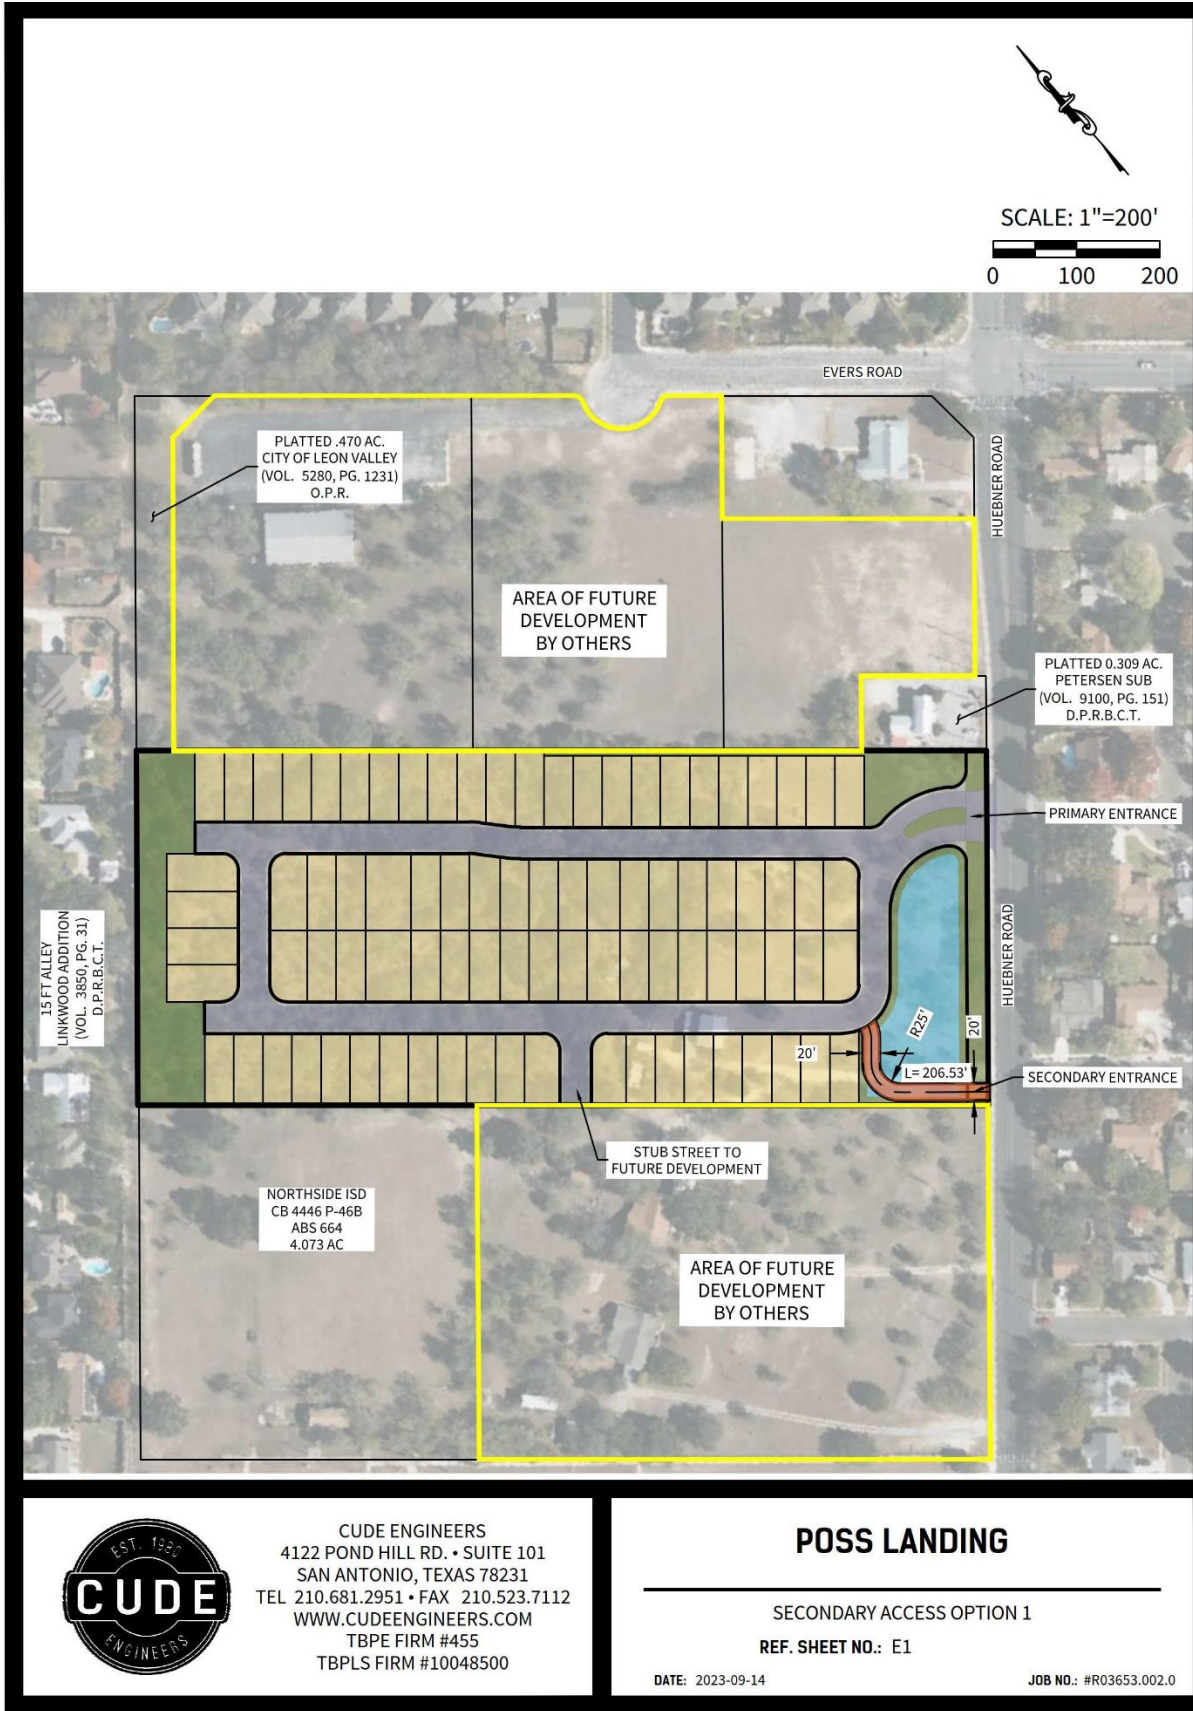 SCALE: 1"=200'
0 100 200
EVERS ROAD
HUEBNER ROAD
PLATTED .470 AC.
CITY OF LEON VALLEY
(VOL. 5280, PG. 1231)
O.P.R.
AREA OF FUTURE
DEVELOPMENT
BY OTHERS
PLATTED 0.309 AC.
PETERSEN SUB
(VOL. 9100, PG. 151)
D.P.R.B.C.T.
PRIMARY ENTRANCE
15 FT ALLEY
LINKWOOD ADDITION
(VOL. 3850, PG. 31)
D.P.R.B.C.T.
HUEBNER ROAD
R25'
20'
20'
L= 206.53'
SECONDARY ENTRANCE
STUB STREET TO
FUTURE DEVELOPMENT
NORTHSIDE ISD
CB 4446 P-46B
ABS 664
4.073 AC
AREA OF FUTURE
DEVELOPMENT
BY OTHERS
EST. 1980
CUDE
ENGINEERS
CUDE ENGINEERS
4122 POND HILL RD. • SUITE 101
SAN ANTONIO, TEXAS 78231
TEL 210.681.2951 • FAX 210.523.7112
WWW.CUDEENGINEERS.COM
TBPE FIRM #455
TBPLS FIRM #10048500
POSS LANDING
SECONDARY ACCESS OPTION 1
REF. SHEET NO.: E1
DATE: 2023-09-14
JOB NO.: #R03653.002.0